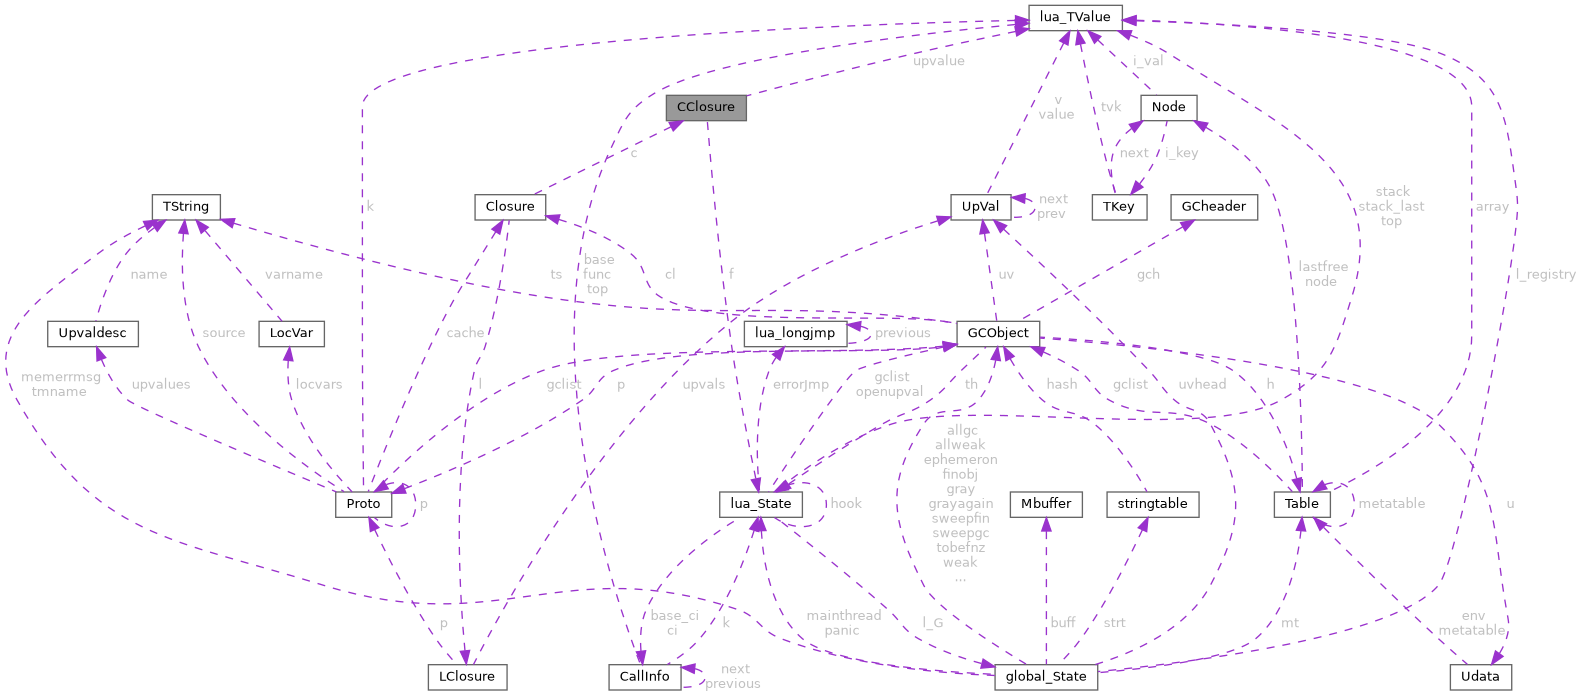 lua_TValue
upvalue
i_val
CClosure
v
value
tvk
Node
c
next
i_key
TString
Closure
UpVal
next
prev
TKey
GCheader
k
stack
stack_last
top
array
base
func
top
name
varname
ts
cl
f
uv
gch
lastfree
node
l_registry
Upvaldesc
source
LocVar
cache
lua_longjmp
previous
GCObject
memerrmsg
tmname
upvalues
locvars
l
gclist
p
upvals
errorJmp
gclist
openupval
th
hash
gclist
uvhead
h
allgc
allweak
ephemeron
finobj
gray
grayagain
sweepfin
sweepgc
tobefnz
weak
...
Proto
p
lua_State
hook
Mbuffer
stringtable
Table
metatable
u
p
base_ci
ci
k
mainthread
panic
l_G
buff
strt
mt
env
metatable
LClosure
CallInfo
next
previous
global_State
Udata